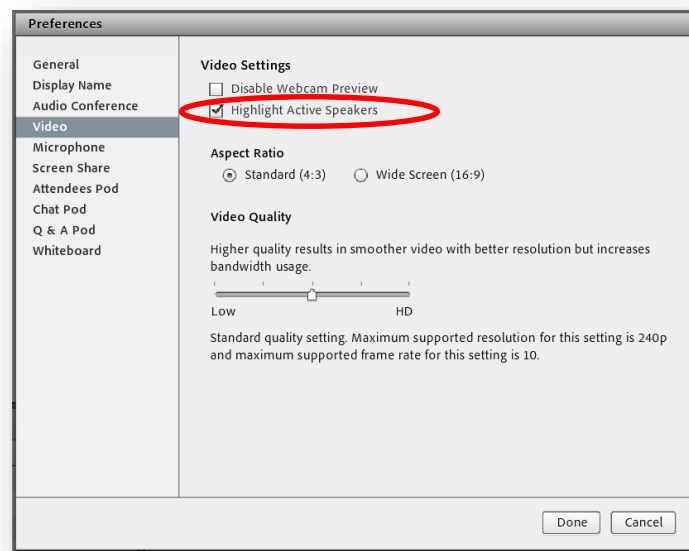 Preferences
General
Display Name
Audio Conference
Video
Microphone
Screen Share
Attendees Pod
Chat Pod
Q & A Pod
Whiteboard
Video Settings
Disable Webcam Preview
Highlight Active Speakers
Aspect Ratio
Standard (4:3) Wide Screen (16:9)
Video Quality
Higher quality results in smoother video with better resolution but increases
bandwidth usage.
Low HD
Standard quality setting. Maximum supported resolution for this setting is 240p
and maximum supported frame rate for this setting is 10.
Done Cancel